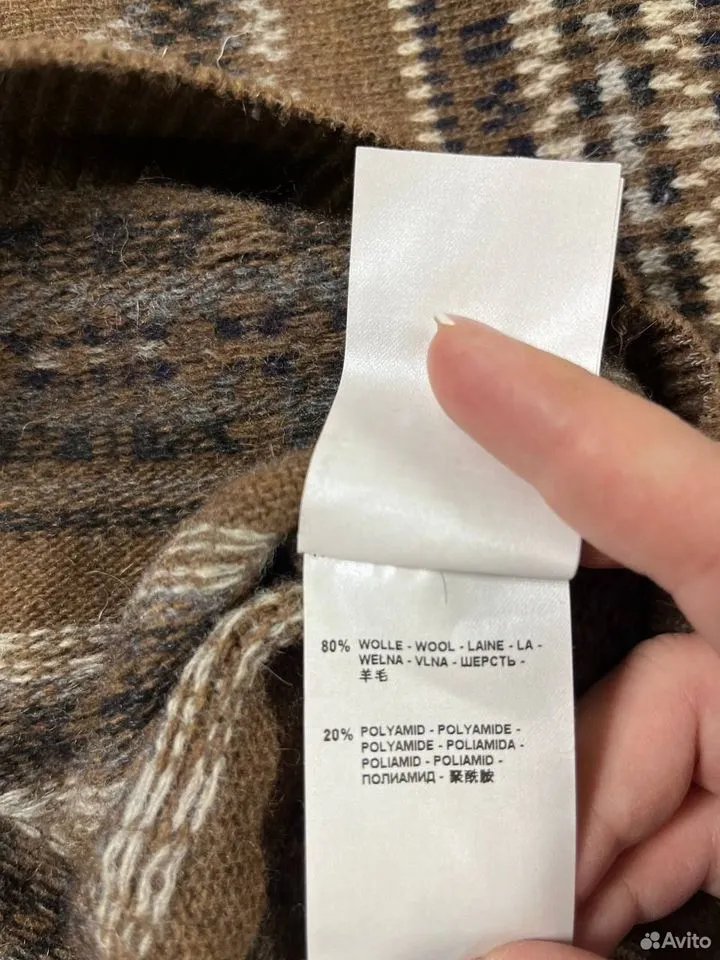 80% WOLLE - WOOL - LAINE - LA -
WEŁNA - VLNA - ШЕРСТЬ -
羊毛
20% POLYAMID - POLYAMIDE -
POLYAMIDE - POLIAMIDA -
POLIAMID - POLIAMID -
ПОЛИАМИД - 聚酰胺
Avito